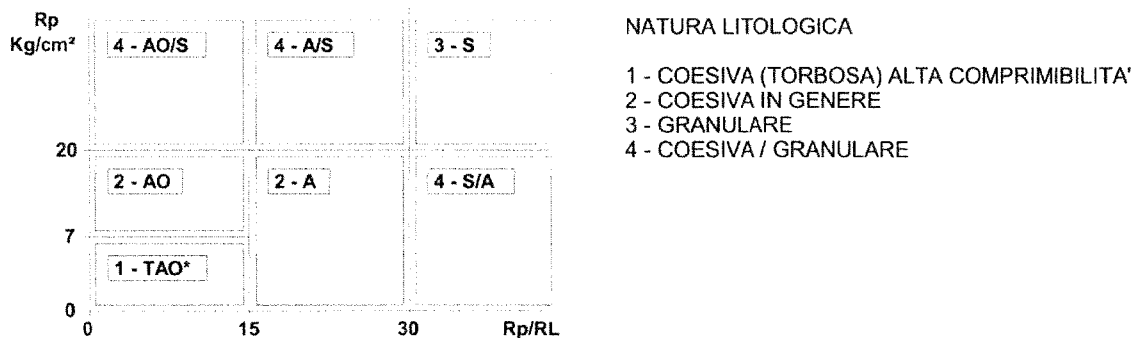 Rp
Kg/cm²
4 - AO/S
4 - A/S
3 - S
20
2 - AO
2 - A
4 - S/A
7
1 - TAO*
0
0
15
30
Rp/RL
NATURA LITOLOGICA
1 - COESIVA (TORBOSA) ALTA COMPRIMIBILITA'
2 - COESIVA IN GENERE
3 - GRANULARE
4 - COESIVA / GRANULARE